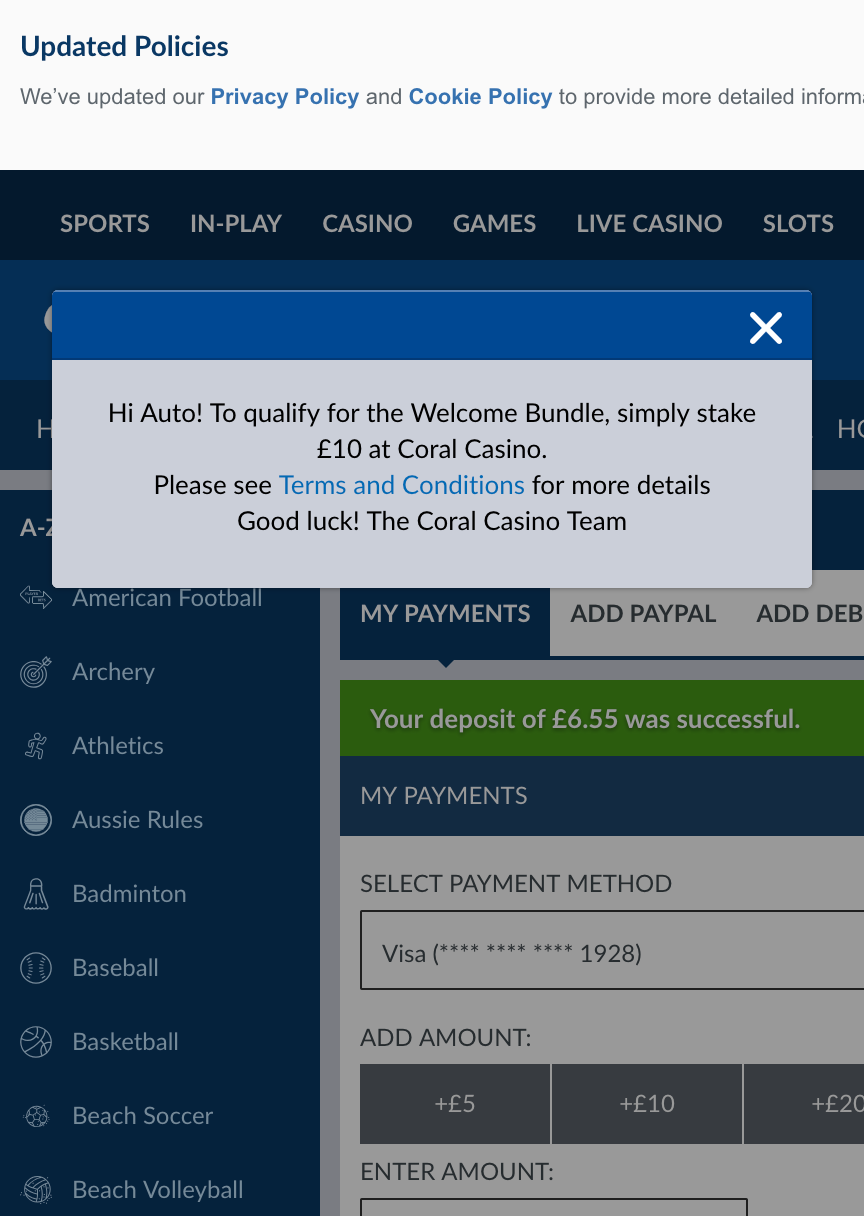 Updated Policies
We've updated our Privacy Policy and Cookie Policy to provide more detailed
SPORTS IN-PLAY CASINO GAMES LIVE CASINO SLOTS
Hi Auto! To qualify for the Welcome Bundle, simply stake
£10 at Coral Casino.
Please see Terms and Conditions for more details
Good luck! The Coral Casino Team
American Football
Archery
Athletics
Aussie Rules
Badminton
Baseball
Basketball
Beach Soccer
Beach Volleyball
MY PAYMENTS ADD PAYPAL ADD
Your deposit of £6.55 was successful.
MY PAYMENTS
SELECT PAYMENT METHOD
Visa (**** **** **** 1928)
ADD AMOUNT:
+£5 +£10 +£20
ENTER AMOUNT: